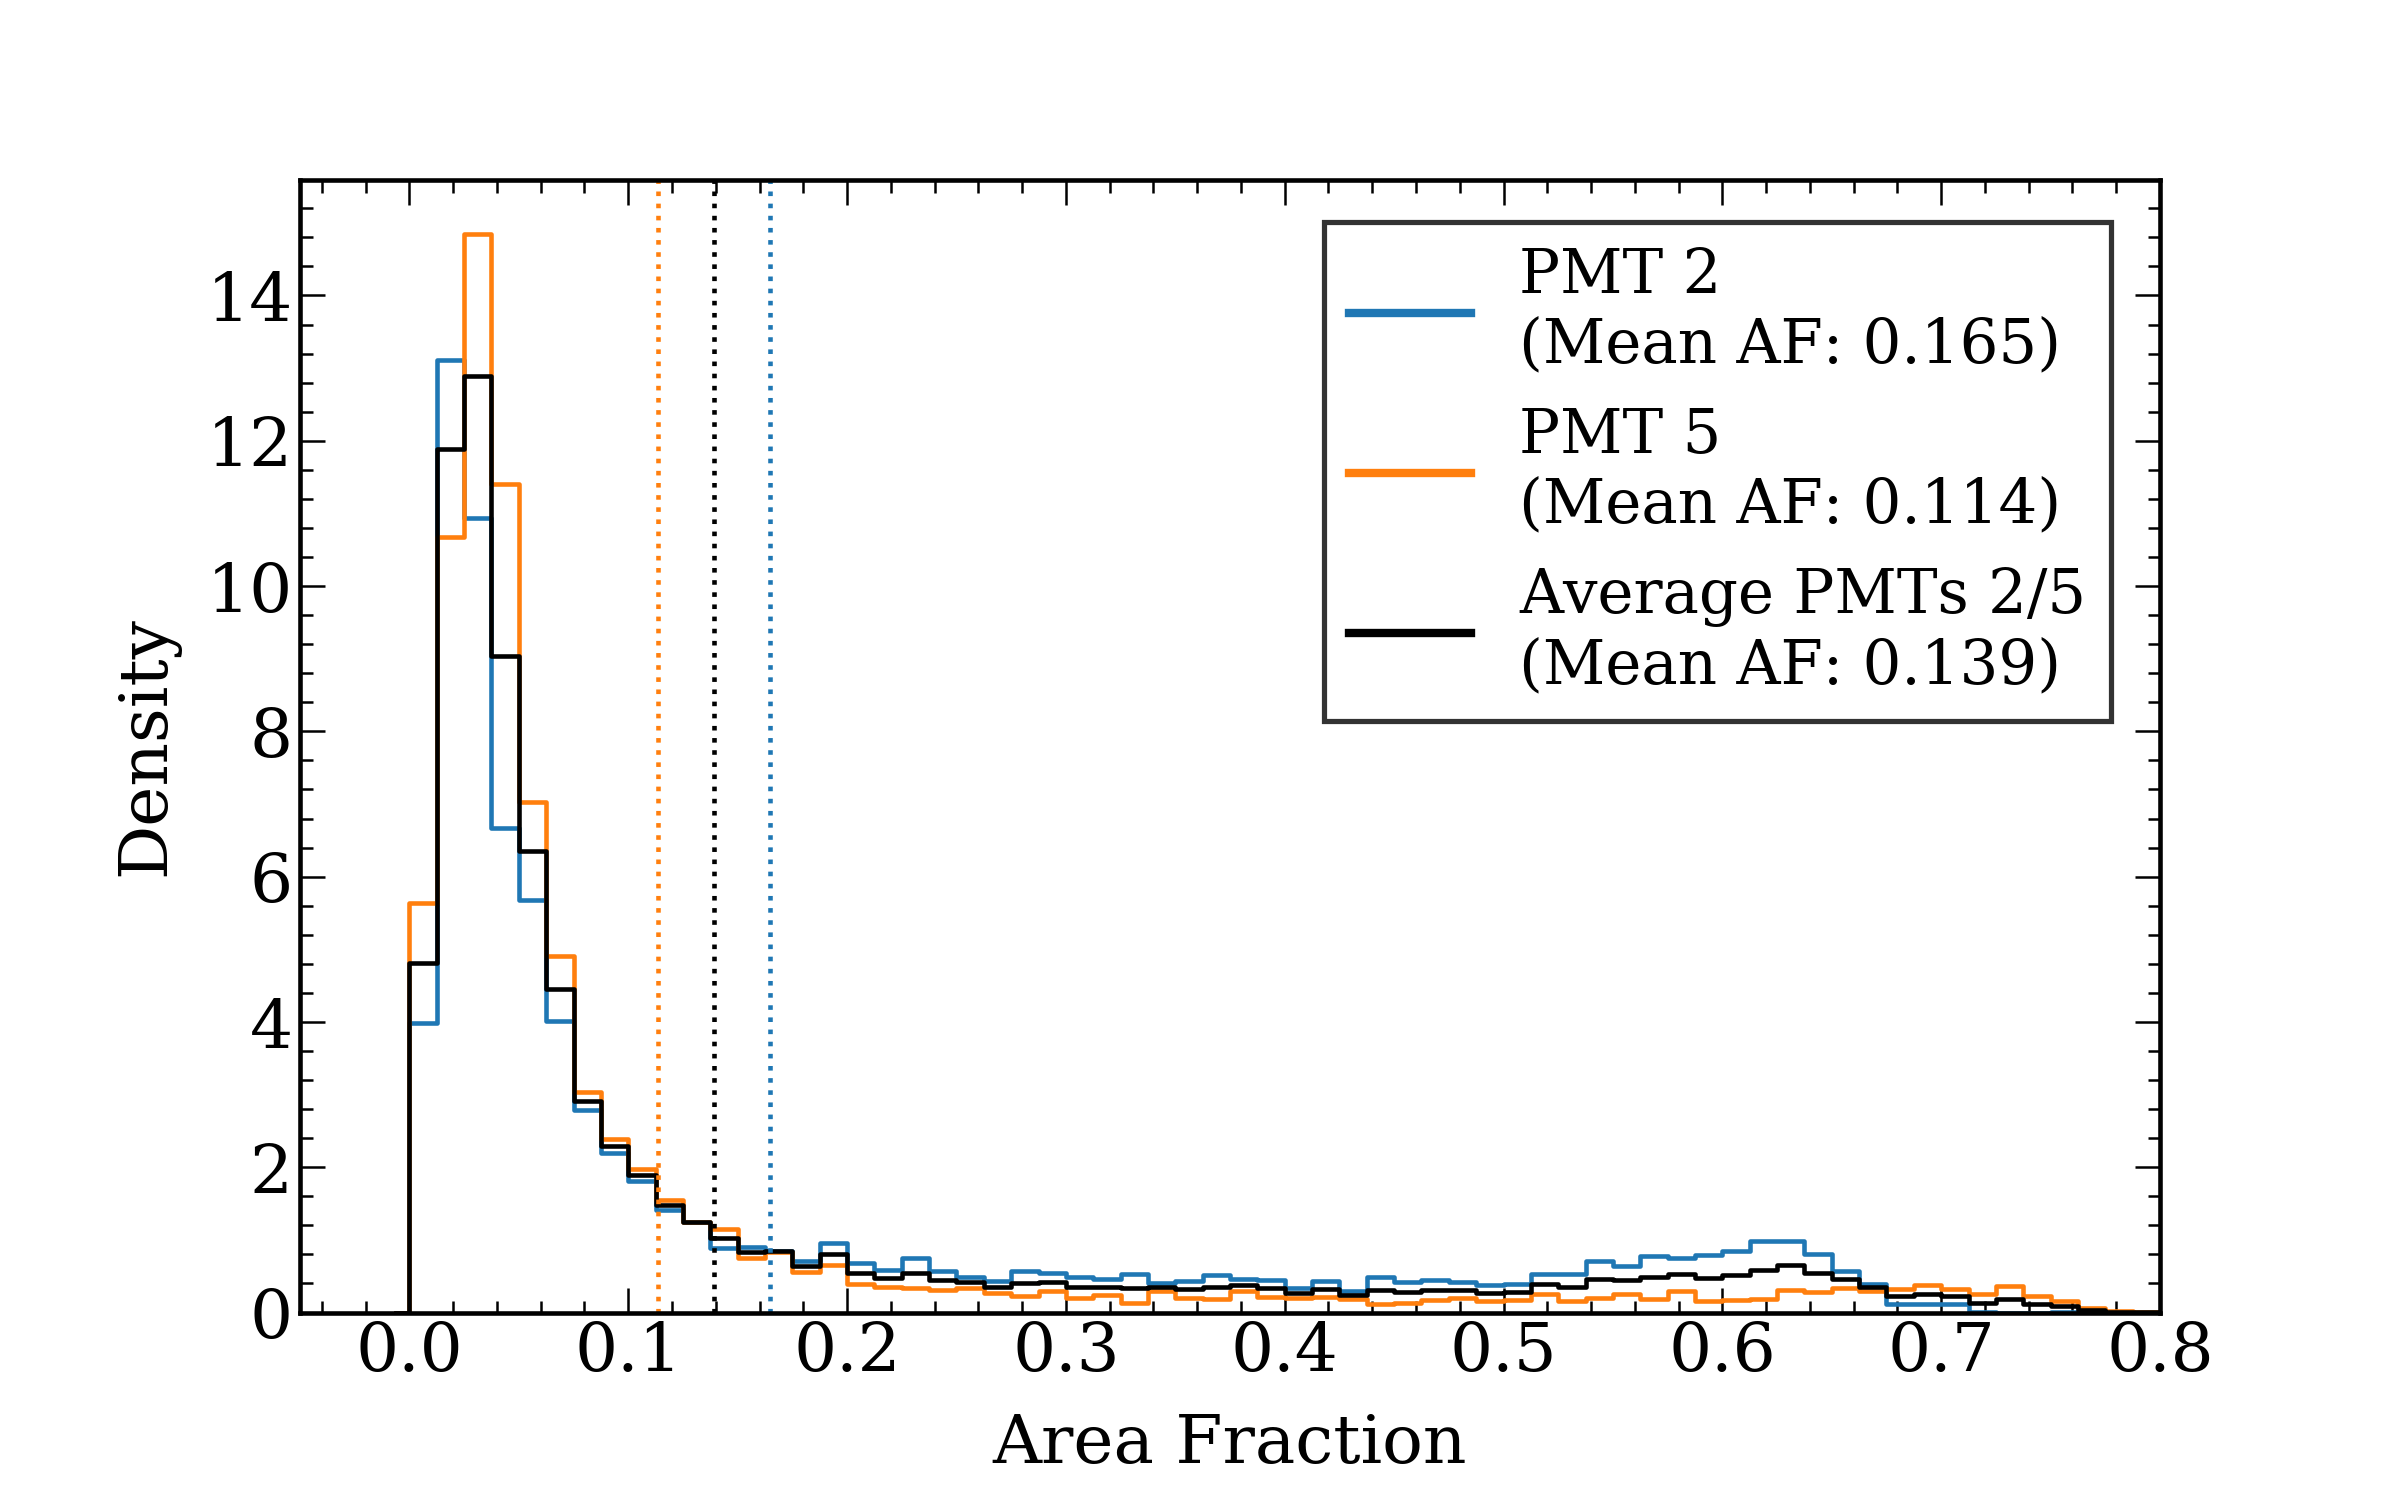 PMT 2
(Mean AF: 0.165)
PMT 5
(Mean AF: 0.114)
Average PMTs 2/5
(Mean AF: 0.139)
14
12
10
8
6
4
2
0
Density
0.0 0.1 0.2 0.3 0.4 0.5 0.6 0.7 0.8
Area Fraction